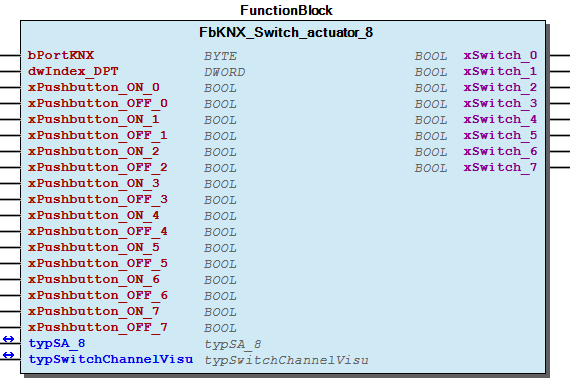 FunctionBlock
FbKNX_Switch_actuator_8
bPortKNX BYTE BOOL xSwitch_0
dwIndex_DPT DWORD BOOL xSwitch_1
xPushbutton_ON_0 BOOL BOOL xSwitch_2
xPushbutton_OFF_0 BOOL BOOL xSwitch_3
xPushbutton_ON_1 BOOL BOOL xSwitch_4
xPushbutton_OFF_1 BOOL BOOL xSwitch_5
xPushbutton_ON_2 BOOL BOOL xSwitch_6
xPushbutton_OFF_2 BOOL BOOL xSwitch_7
xPushbutton_ON_3 BOOL
xPushbutton_OFF_3 BOOL
xPushbutton_ON_4 BOOL
xPushbutton_OFF_4 BOOL
xPushbutton_ON_5 BOOL
xPushbutton_OFF_5 BOOL
xPushbutton_ON_6 BOOL
xPushbutton_OFF_6 BOOL
xPushbutton_ON_7 BOOL
xPushbutton_OFF_7 BOOL
typSA_8 typSA_8
typSwitchChannelVisu typSwitchChannelVisu